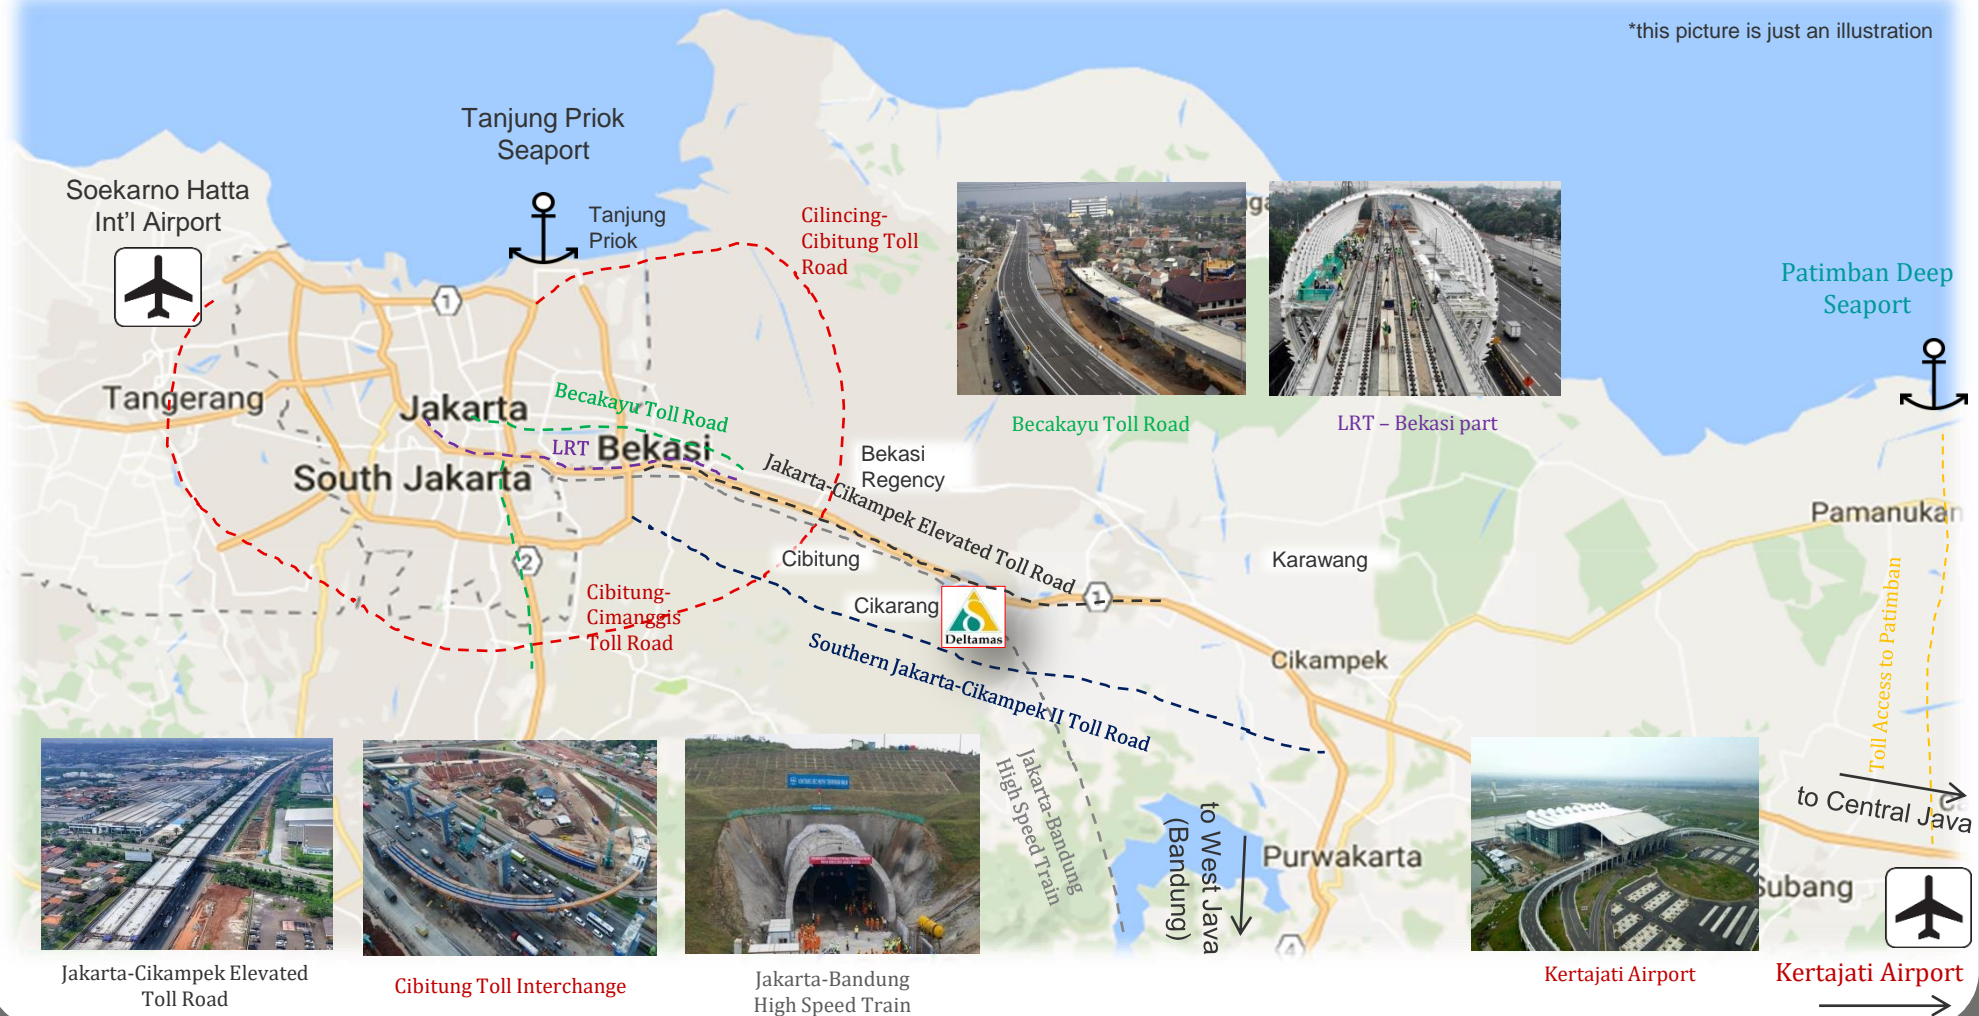 *this picture is just an illustration
Tanjung Priok
Seaport
Soekarno Hatta
Int'l Airport
Tanjung
Priok
Cilincing-
Cibitung Toll
Road
Patimban Deep
Seaport
1
Tangerang
Jakarta
Becakayu Toll Road
LRT
Bekasi
South Jakarta
Becakayu Toll Road
LRT – Bekasi part
Bekasi
Regency
Jakarta-Cikampek Elevated Toll Road
Pamanukan
2
Cibitung
Karawang
Cibitung-
Cimanggis
Toll Road
Cikarang
Deltamas
1
Southern Jakarta-Cikampek II Toll Road
Cikampek
Toll Access to Patimban
Jakarta-Bandung
High Speed Train
to West Java
(Bandung)
to Central Java
Purwakarta
Subang
4
Jakarta-Cikampek Elevated
Toll Road
Cibitung Toll Interchange
Jakarta-Bandung
High Speed Train
Kertajati Airport
Kertajati Airport